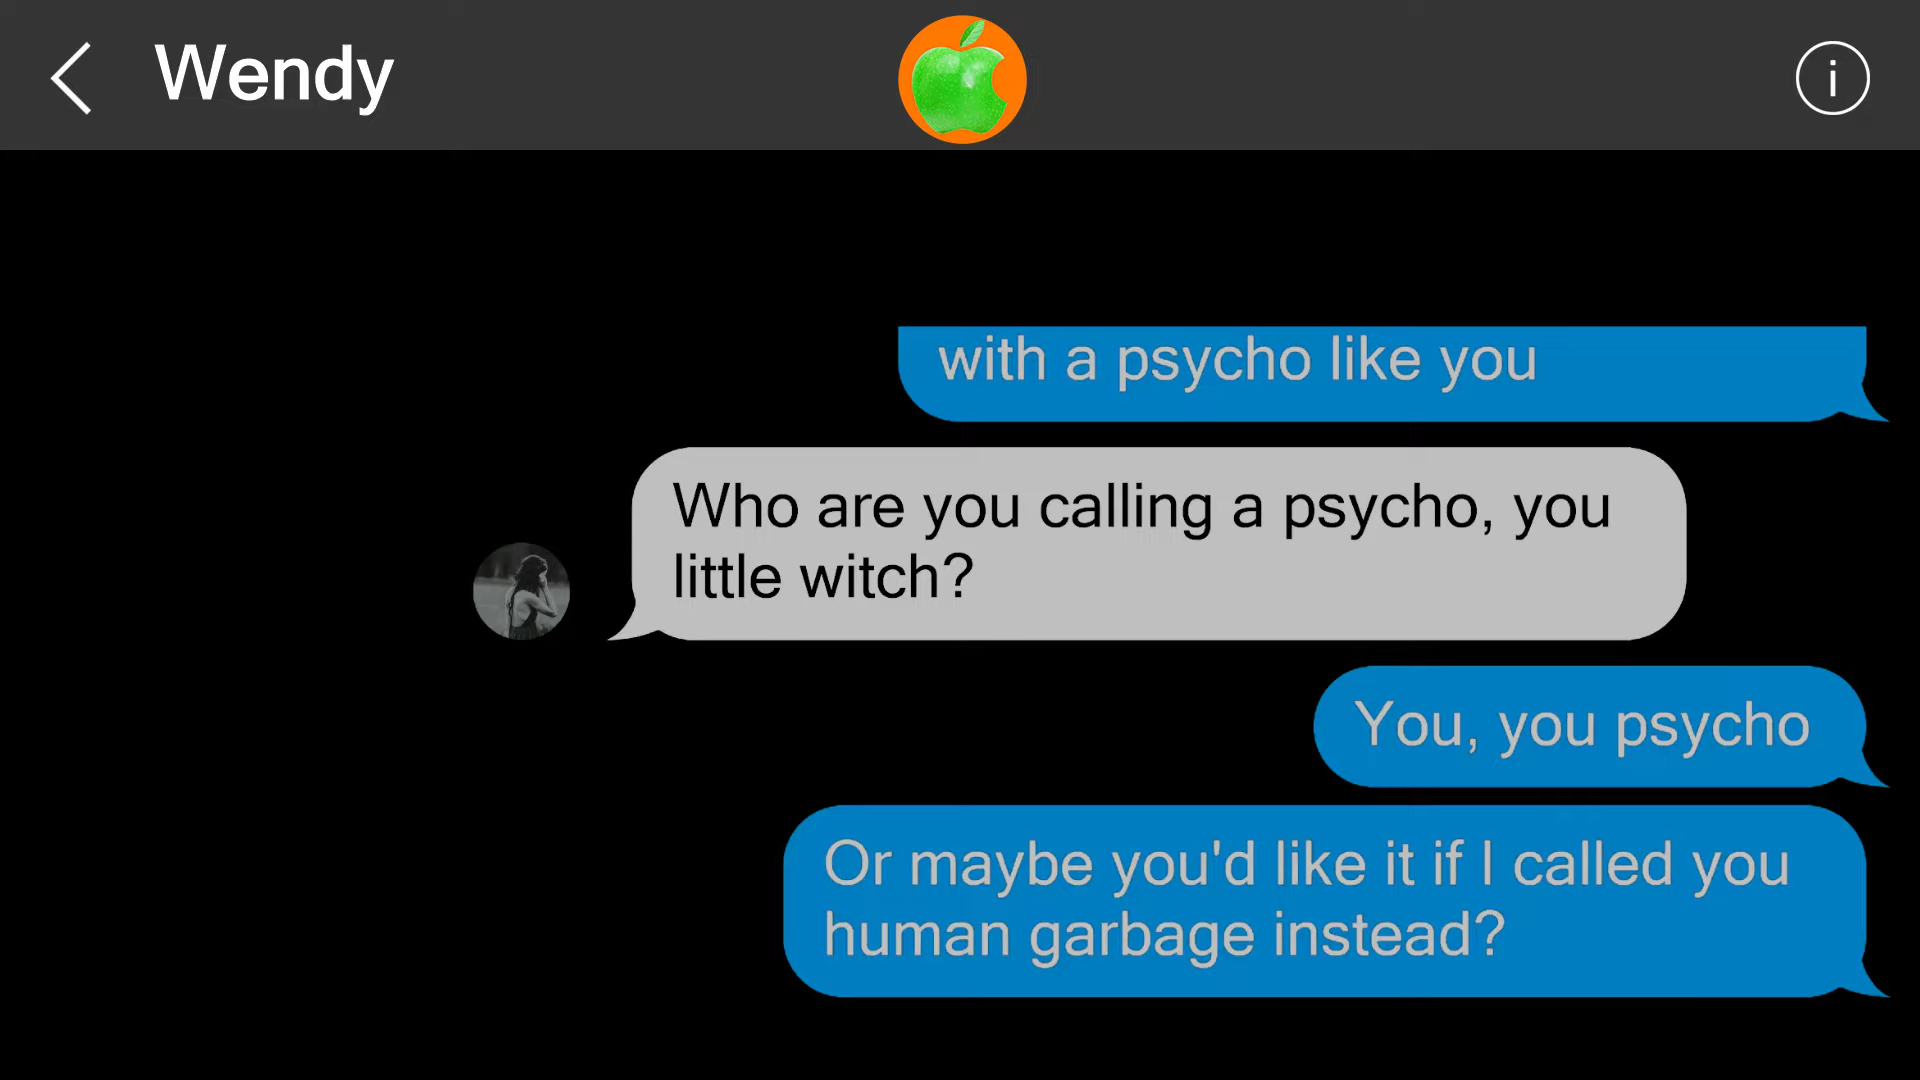 Wendy
i
with a psycho like you
Who are you calling a psycho, you
little witch?
You, you psycho
Or maybe you'd like it if I called you
human garbage instead?